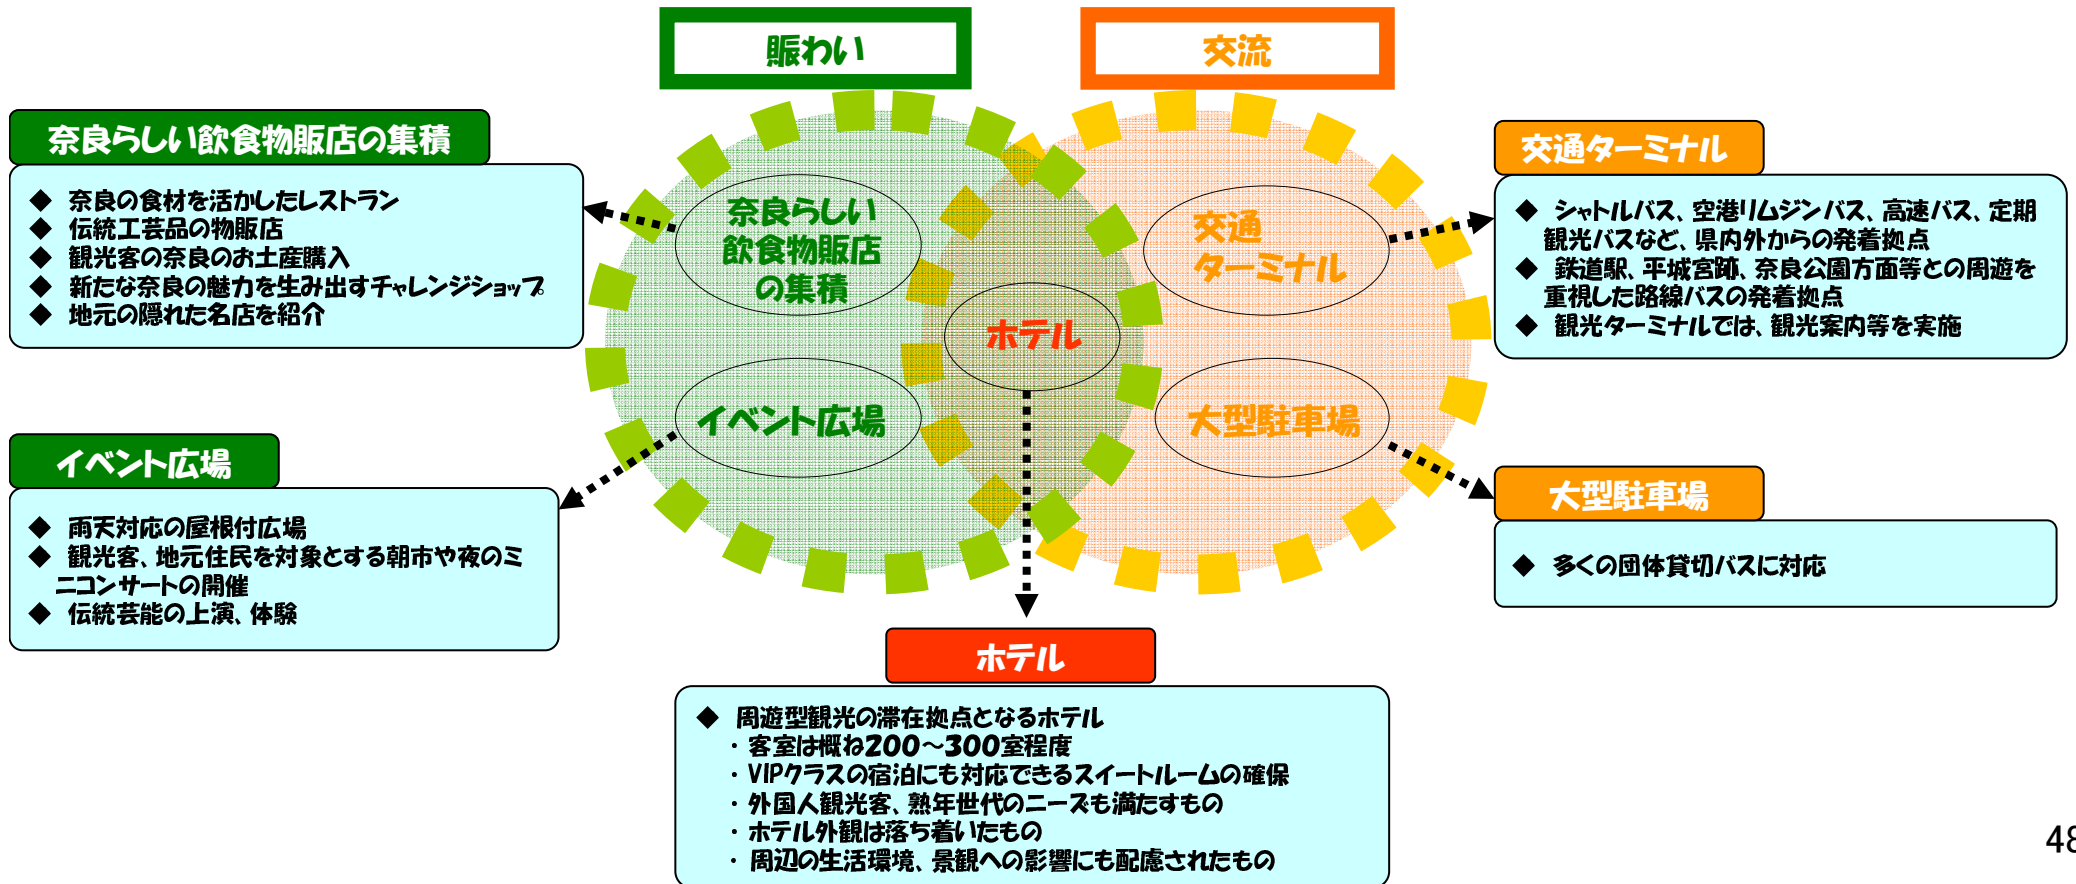 賑わい
交流
奈良らしい飲食物販店の集積
◆ 奈良の食材を活かしたレストラン
◆ 伝統工芸品の物販店
◆ 観光客の奈良のお土産購入
◆ 新たな奈良の魅力を生み出すチャレンジショップ
◆ 地元の隠れた名店を紹介
奈良らしい
飲食物販店
の集積
交通
ターミナル
ホテル
イベント広場
大型駐車場
交通ターミナル
◆ シャトルバス、空港リムジンバス、高速バス、定期
観光バスなど、県内外からの発着拠点
◆ 鉄道駅、平城宮跡、奈良公園方面等との周遊を
重視した路線バスの発着拠点
◆ 観光ターミナルでは、観光案内等を実施
イベント広場
◆ 雨天対応の屋根付広場
◆ 観光客、地元住民を対象とする朝市や夜のミ
ニコンサートの開催
◆ 伝統芸能の上演、体験
大型駐車場
◆ 多くの団体貸切バスに対応
ホテル
◆ 周遊型観光の滞在拠点となるホテル
・客室は概ね200～300室程度
・VIPクラスの宿泊にも対応できるスイートルームの確保
・外国人観光客、熟年世代のニーズも満たすもの
・ホテル外観は落ち着いたもの
・周辺の生活環境、景観への影響にも配慮されたもの
48